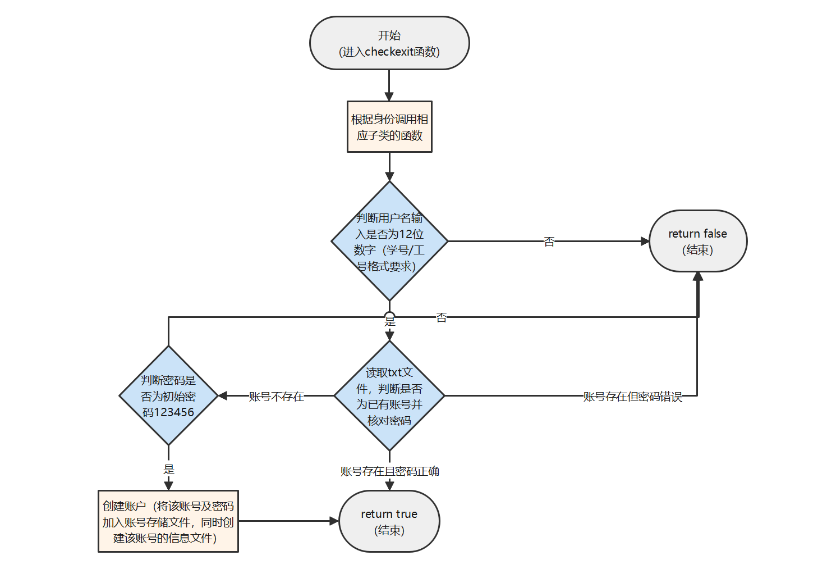 开始
(进入checkexit函数)
根据身份调用相
应子类的函数
判断用户名输
入是否为12位
数字（学号/工
号格式要求）
否
return false
(结束)
是
否
判断密码是
否为初始密
码123456
账号不存在
读取txt文
件，判断是否
为已有账号并
核对密码
账号存在但密码错误
是
账号存在且密码正确
创建账户（将该账号及密码
加入账号存储文件，同时创
建该账号的信息文件）
return true
(结束)